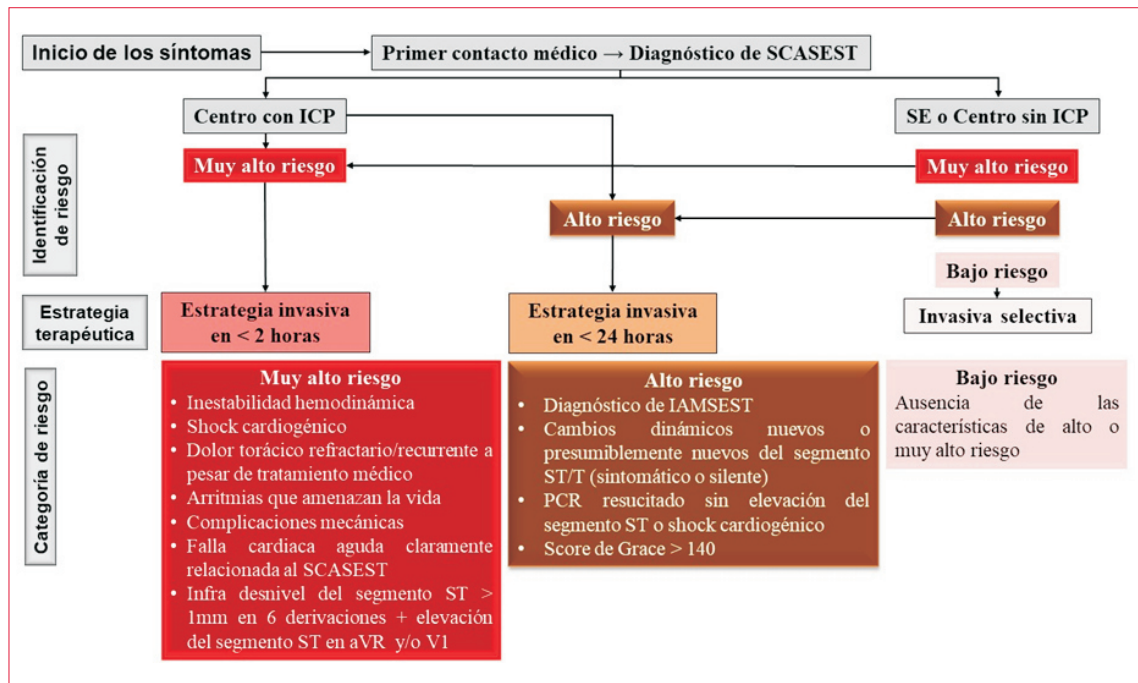 Inicio de los síntomas
Primer contacto médico → Diagnóstico de SCASEST
Centro con ICP
SE o Centro sin ICP
Identificación
de riesgo
Muy alto riesgo
Muy alto riesgo
Alto riesgo
Alto riesgo
Bajo riesgo
Estrategia
terapéutica
Estrategia invasiva
en < 2 horas
Estrategia invasiva
en < 24 horas
Invasiva selectiva
Categoría de riesgo
Muy alto riesgo
• Inestabilidad hemodinámica
• Shock cardiogénico
• Dolor torácico refractario/recurrente a
pesar de tratamiento médico
• Arritmias que amenazan la vida
• Complicaciones mecánicas
• Falla cardiaca aguda claramente
relacionada al SCASEST
• Infra desnivel del segmento ST >
1mm en 6 derivaciones + elevación
del segmento ST en aVR y/o V1
Alto riesgo
• Diagnóstico de IAMSEST
• Cambios dinámicos nuevos o
presumiblemente nuevos del segmento
ST/T (sintomático o silente)
• PCR resucitado sin elevación del
segmento ST o shock cardiogénico
• Score de Grace > 140
Bajo riesgo
Ausencia de las
características de alto o
muy alto riesgo